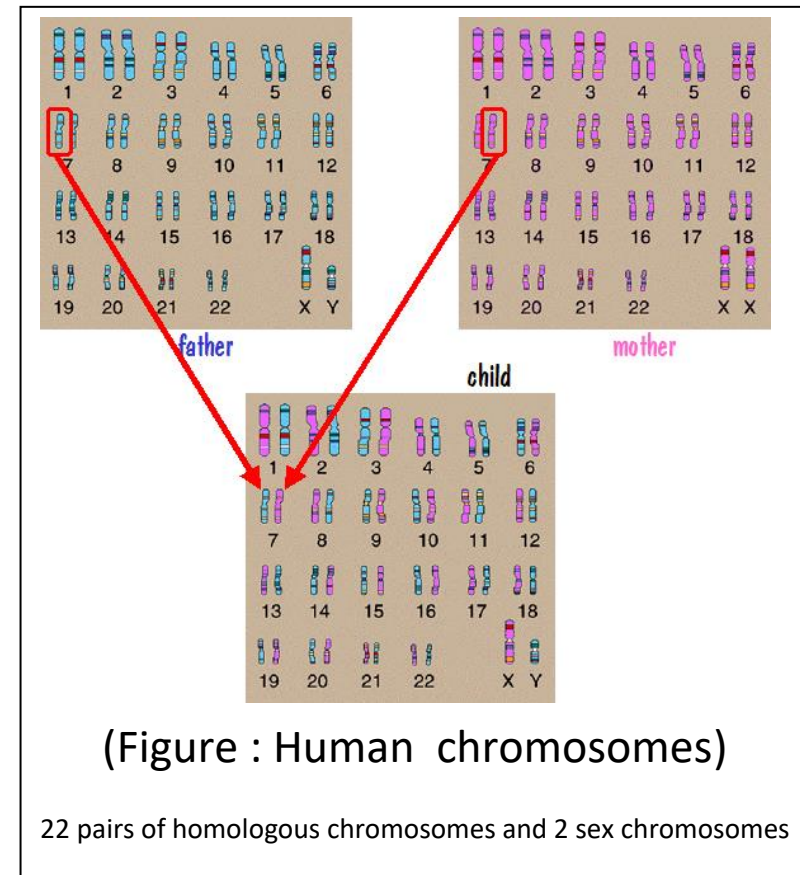 1 2 3 4 5 6
7 8 9 10 11 12
13 14 15 16 17 18
19 20 21 22 X Y
father
1 2 3 4 5 6
7 8 9 10 11 12
13 14 15 16 17 18
19 20 21 22 X X
mother
child
1 2 3 4 5 6
7 8 9 10 11 12
13 14 15 16 17 18
19 20 21 22 X Y
(Figure : Human chromosomes)
22 pairs of homologous chromosomes and 2 sex chromosomes